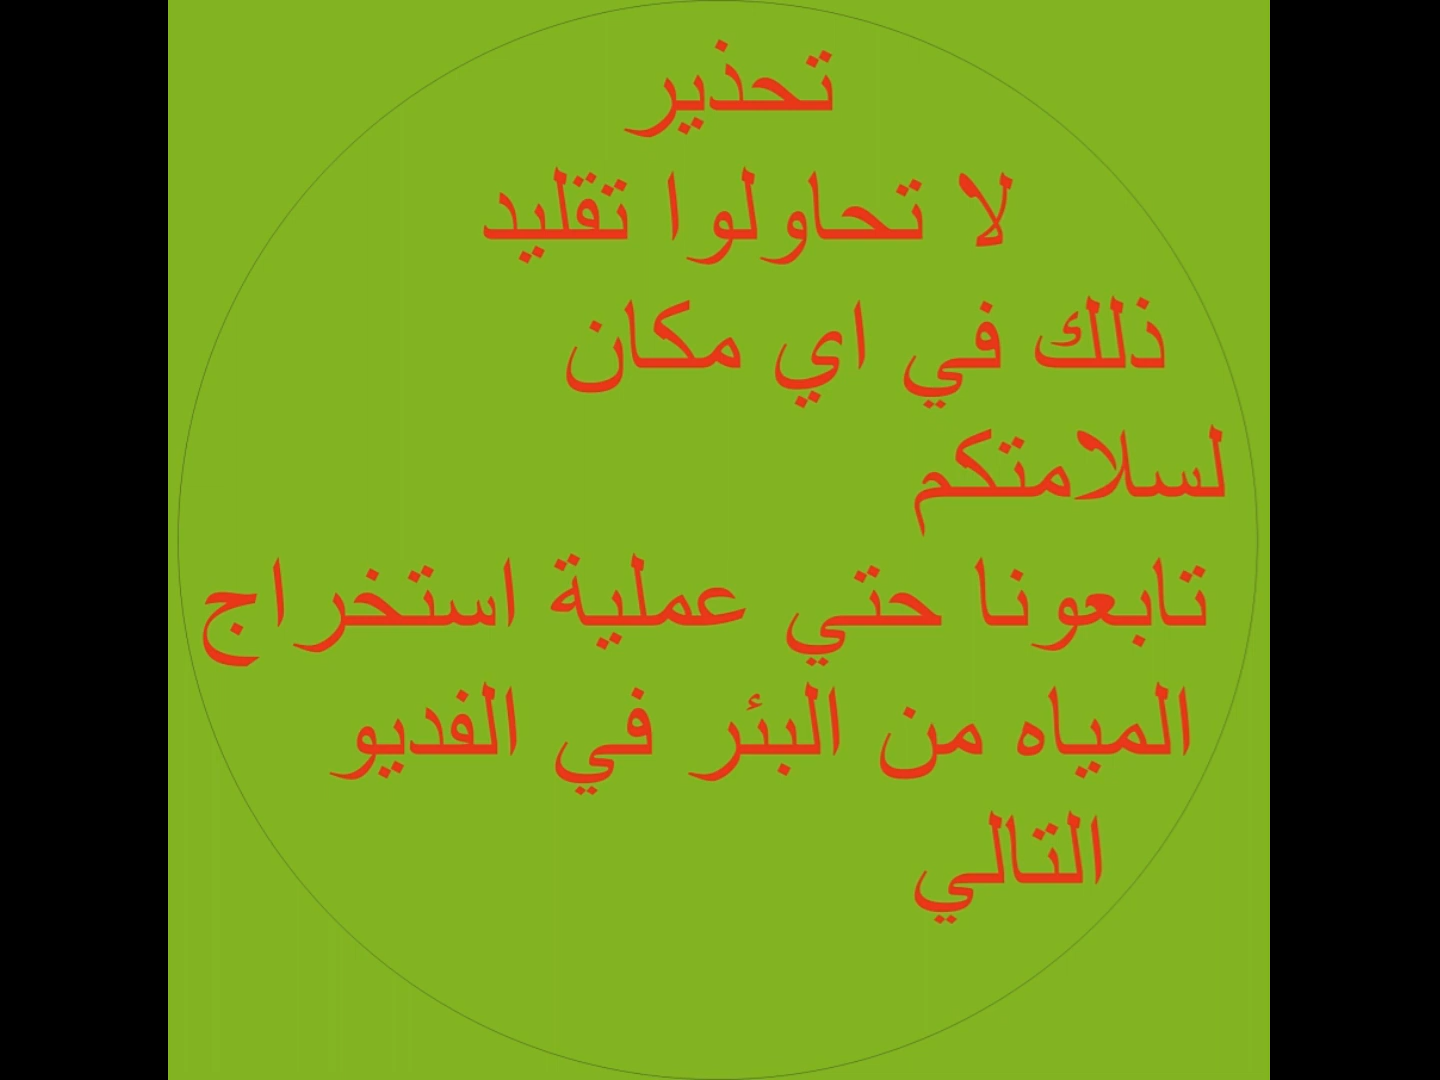 تحذير
لا تحاولوا تقليد
ذلك في اي مكان
لسلامتكم
تابعونا حتي عملية استخراج
المياه من البئر في الفديو
التالي